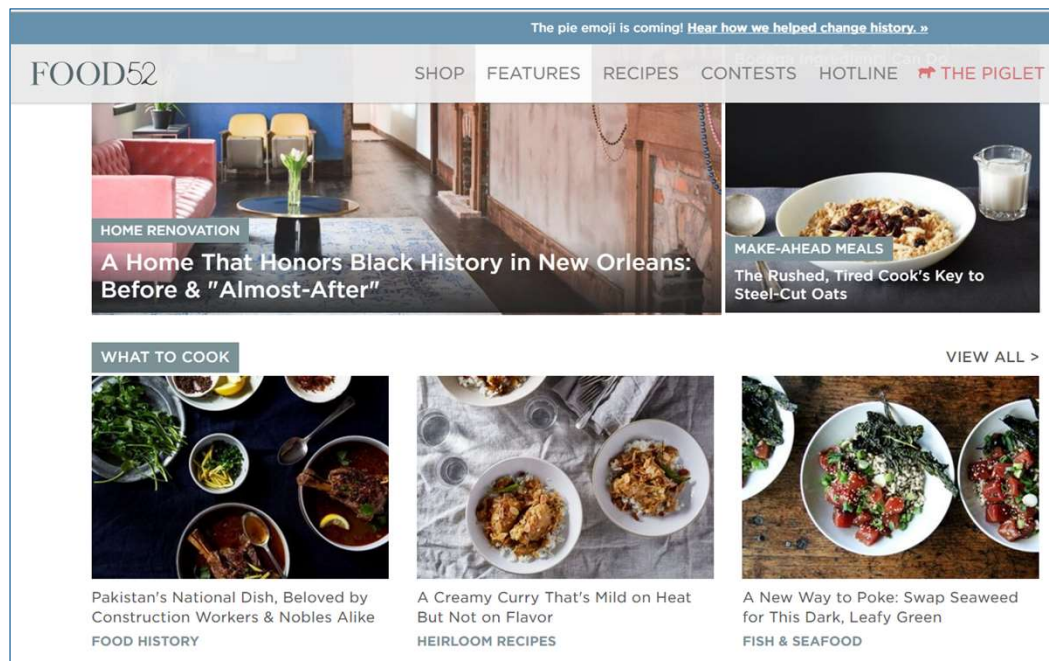 The pie emoji is coming! Hear how we helped change history. »
FOOD52
SHOP FEATURES RECIPES CONTESTS HOTLINE THE PIGLET
HOME RENOVATION
A Home That Honors Black History in New Orleans:
Before & "Almost-After"
MAKE-AHEAD MEALS
The Rushed, Tired Cook's Key to
Steel-Cut Oats
WHAT TO COOK
VIEW ALL >
Pakistan's National Dish, Beloved by
Construction Workers & Nobles Alike
FOOD HISTORY
A Creamy Curry That's Mild on Heat
But Not on Flavor
HEIRLOOM RECIPES
A New Way to Poke: Swap Seaweed
for This Dark, Leafy Green
FISH & SEAFOOD